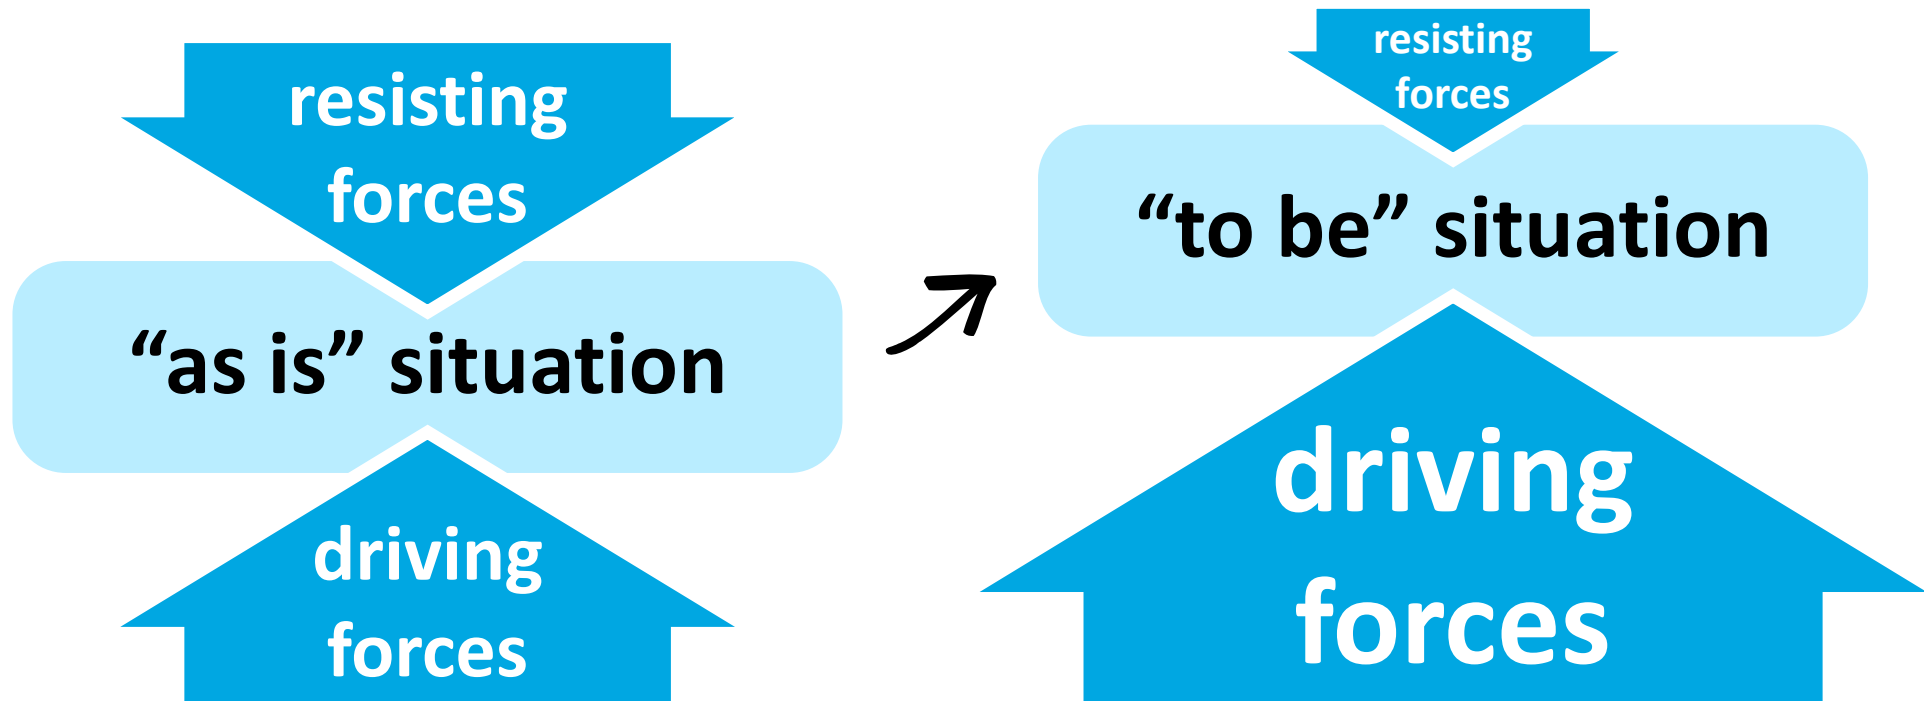 resisting
forces
“as is” situation
driving
forces
resisting
forces
“to be” situation
driving
forces